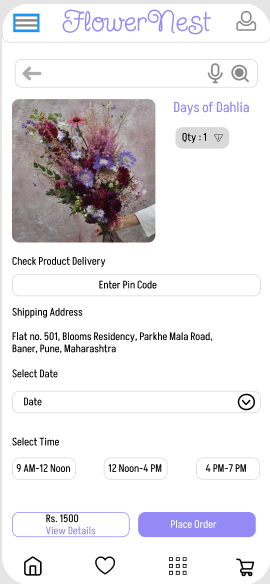 FlowerNest
Days of Dahlia
Qty : 1
Check Product Delivery
Enter Pin Code
Shipping Address
Flat no. 501, Blooms Residency, Parkhe Mala Road,
Baner, Pune, Maharashtra
Select Date
Date
Select Time
9 AM-12 Noon
12 Noon-4 PM
4 PM-7 PM
Rs. 1500
View Details
Place Order